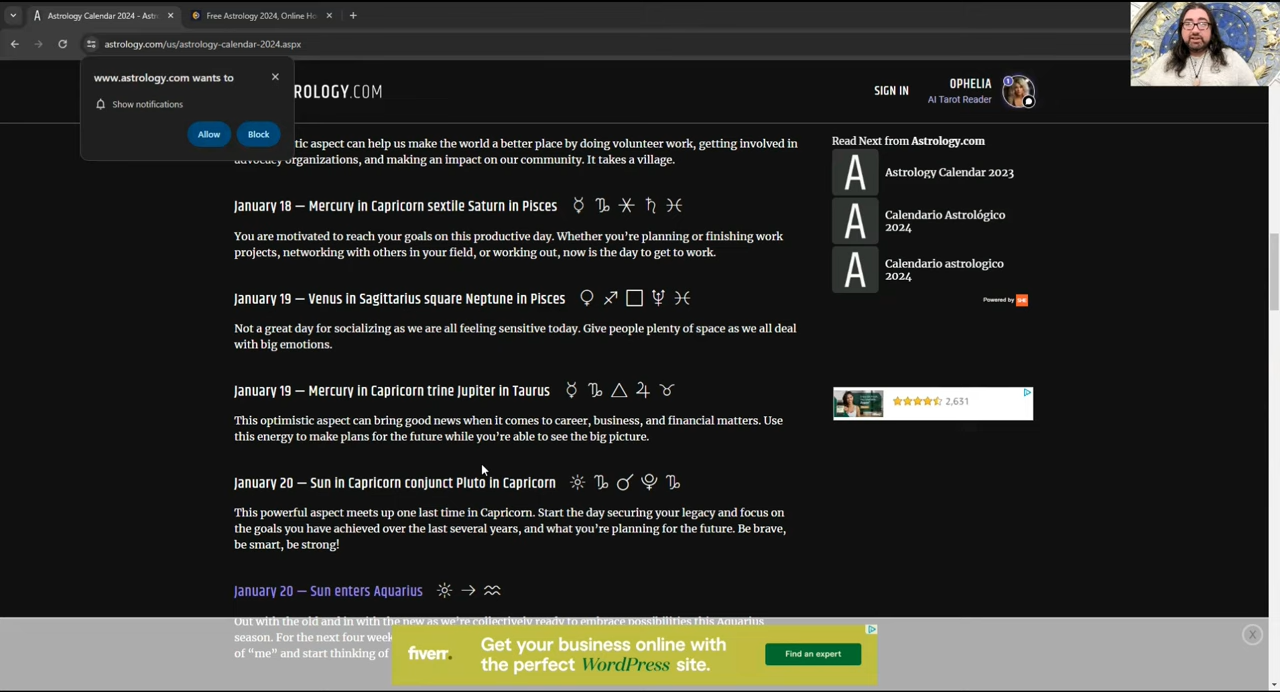 Astrology Calendar 2024 - Astr
Free Astrology 2024, Online Ho
astrology.com/us/astrology-calendar-2024.aspx
www.astrology.com wants to
Show notifications
Allow
Block
ROLOGY.COM
SIGN IN
OPHELIA
AI Tarot Reader
1
tic aspect can help us make the world a better place by doing volunteer work, getting involved in
advocacy organizations, and making an impact on our community. It takes a village.
January 18 — Mercury in Capricorn sextile Saturn in Pisces ☿ ♑ ⚹ ♄ ♓
You are motivated to reach your goals on this productive day. Whether you're planning or finishing work
projects, networking with others in your field, or working out, now is the day to get to work.
January 19 — Venus in Sagittarius square Neptune in Pisces ♀ ♐ □ ♆ ♓
Not a great day for socializing as we are all feeling sensitive today. Give people plenty of space as we all deal
with big emotions.
January 19 — Mercury in Capricorn trine Jupiter in Taurus ☿ ♑ △ ♃ ♉
This optimistic aspect can bring good news when it comes to career, business, and financial matters. Use
this energy to make plans for the future while you're able to see the big picture.
January 20 — Sun in Capricorn conjunct Pluto in Capricorn ☼ ♑ ☌ ⯓ ♑
This powerful aspect meets up one last time in Capricorn. Start the day securing your legacy and focus on
the goals you have achieved over the last several years, and what you're planning for the future. Be brave,
be smart, be strong!
January 20 — Sun enters Aquarius ☼ → ♒
Out with the old and in with the new as we're collectively ready to embrace possibilities this Aquarius
season. For the next four week
of "me" and start thinking of
Read Next from Astrology.com
A Astrology Calendar 2023
A Calendario Astrológico
2024
A Calendario astrologico
2024
Powered by
2,631
fiverr.
Get your business online with
the perfect WordPress site.
Find an expert
X